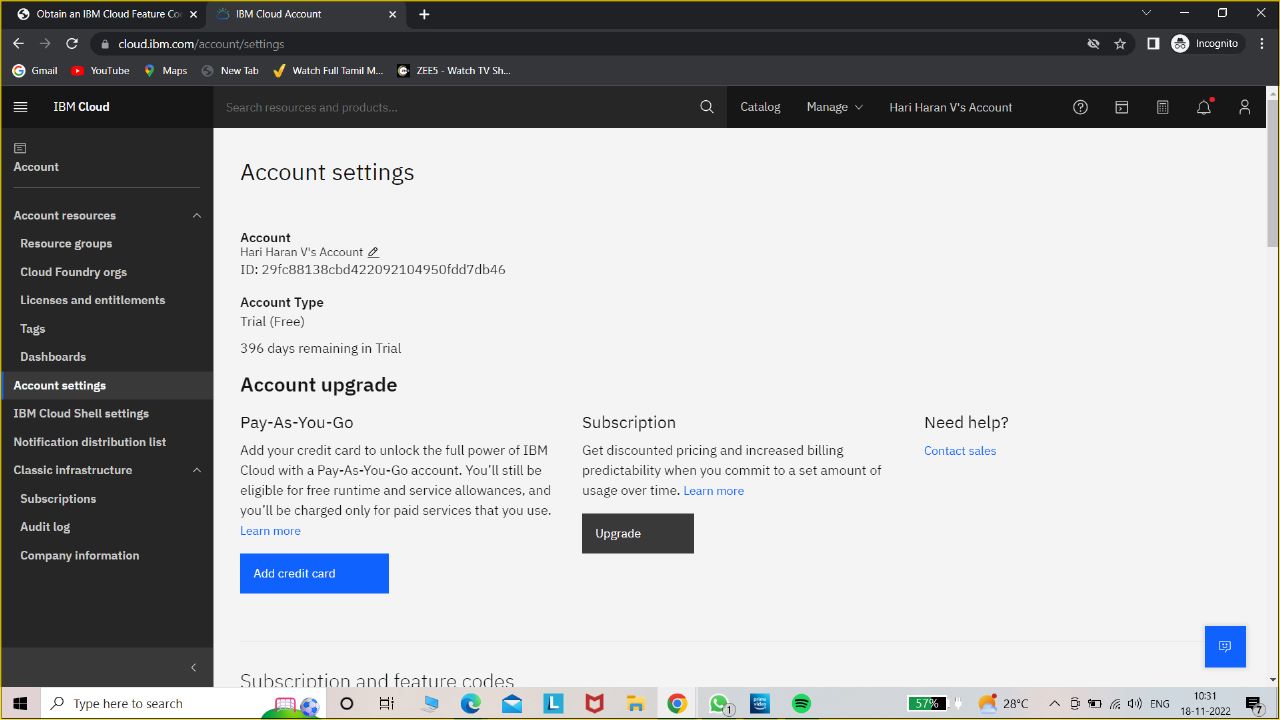 Obtain an IBM Cloud Feature Co
IBM Cloud Account
cloud.ibm.com/account/settings
Incognito
Gmail
YouTube
Maps
New Tab
Watch Full Tamil M...
ZEE5 - Watch TV Sh...
IBM Cloud
Search resources and products...
Catalog
Manage
Hari Haran V's Account
Account
Account resources
Resource groups
Cloud Foundry orgs
Licenses and entitlements
Tags
Dashboards
Account settings
IBM Cloud Shell settings
Notification distribution list
Classic infrastructure
Subscriptions
Audit log
Company information
Account settings
Account
Hari Haran V's Account
ID: 29fc88138cbd422092104950fdd7db46
Account Type
Trial (Free)
396 days remaining in Trial
Account upgrade
Pay-As-You-Go
Add your credit card to unlock the full power of IBM
Cloud with a Pay-As-You-Go account. You'll still be
eligible for free runtime and service allowances, and
you'll be charged only for paid services that you use.
Learn more
Add credit card
Subscription
Get discounted pricing and increased billing
predictability when you commit to a set amount of
usage over time. Learn more
Upgrade
Need help?
Contact sales
Subscription and feature codes
Type here to search
L
1
prime video
57%
28°C
ENG
10:31
18-11-2022
7